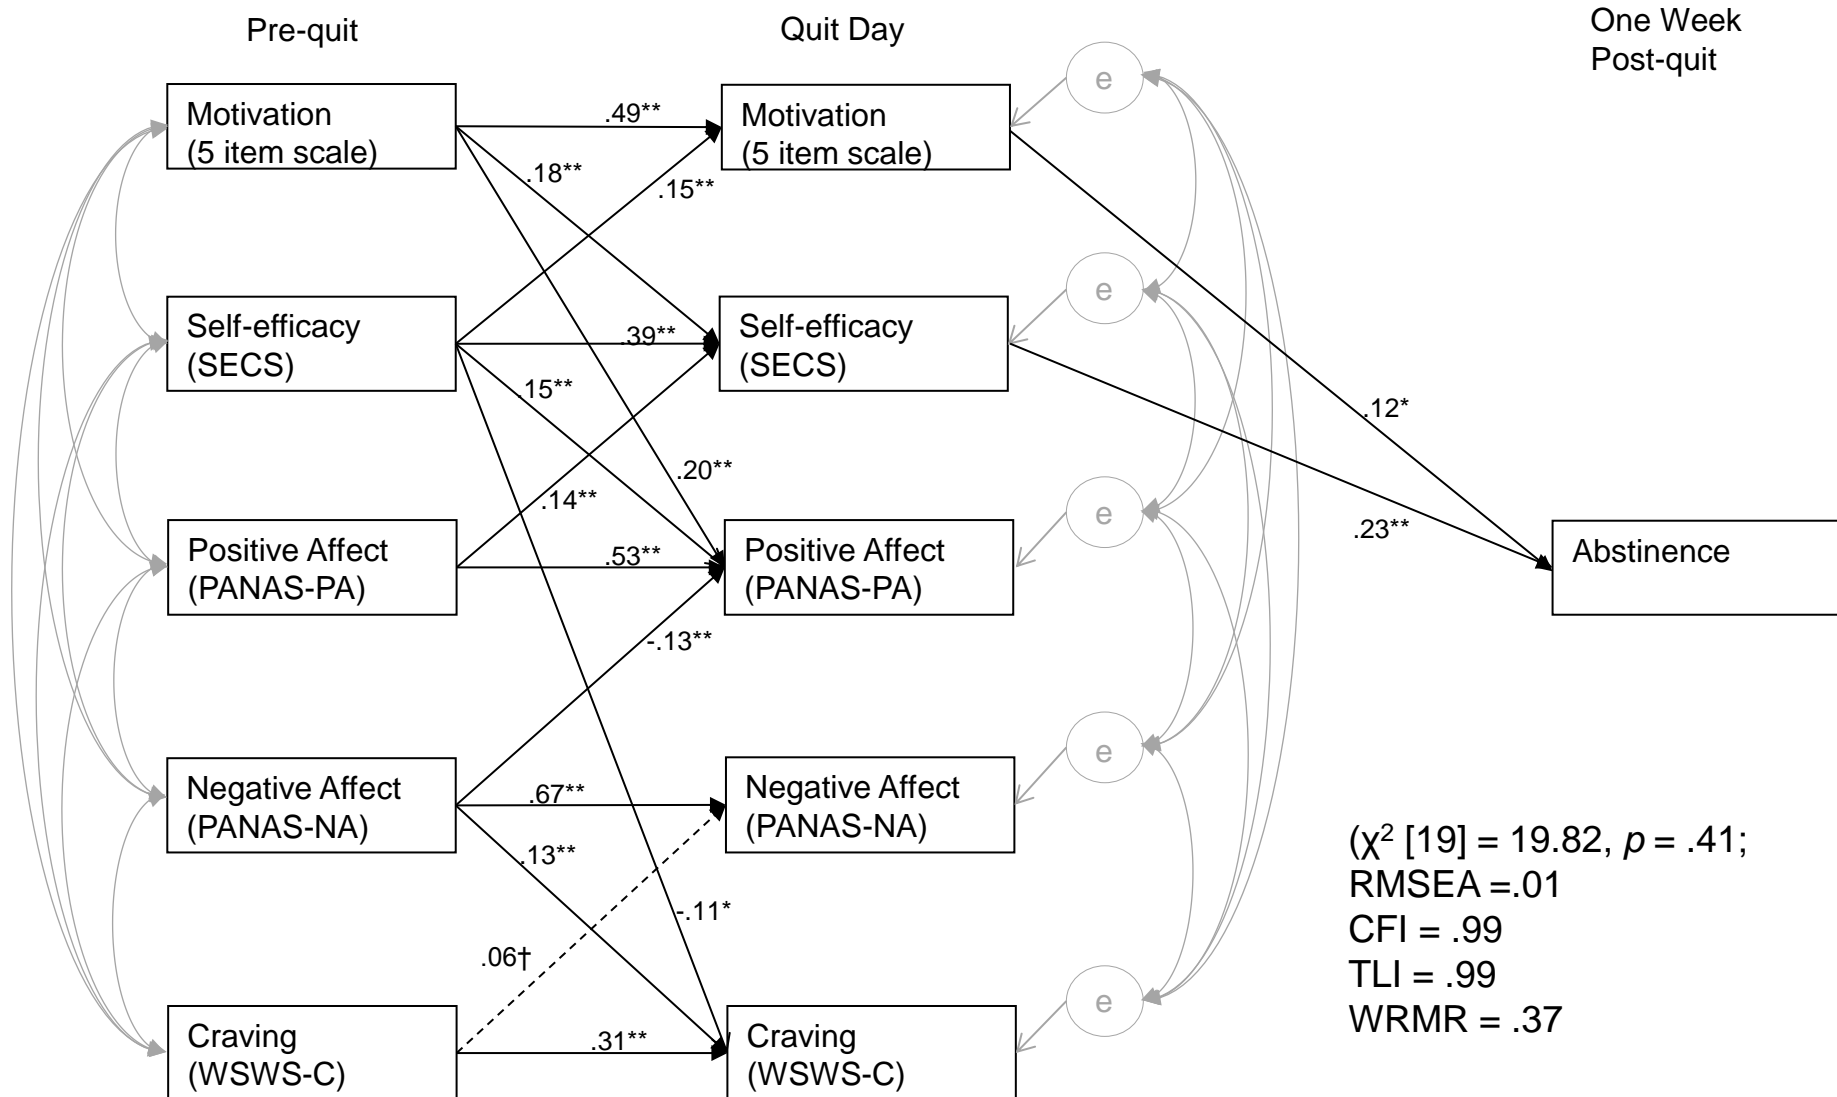 Pre-quit
Quit Day
One Week
Post-quit
Motivation
(5 item scale)
.49**
Motivation
(5 item scale)
e
.18**
.15**
Self-efficacy
(SECS)
.39**
Self-efficacy
(SECS)
e
.15**
.12*
.20**
.14**
.23**
Positive Affect
(PANAS-PA)
.53**
Positive Affect
(PANAS-PA)
e
Abstinence
-.13**
Negative Affect
(PANAS-NA)
.67**
Negative Affect
(PANAS-NA)
e
.13**
-.11*
.06†
Craving
(WSWS-C)
.31**
Craving
(WSWS-C)
e
(χ² [19] = 19.82, p = .41;
RMSEA =.01
CFI = .99
TLI = .99
WRMR = .37